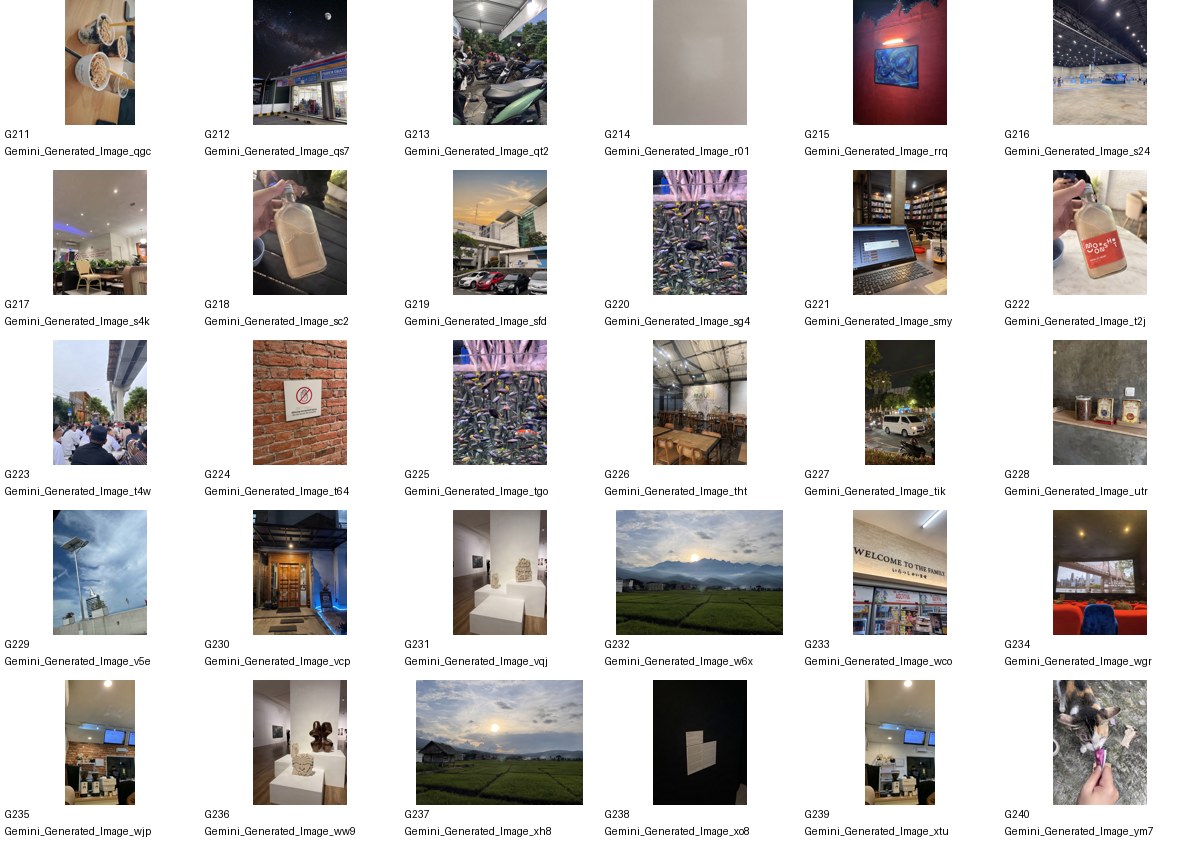 G211
Gemini_Generated_Image_qgc
G212
Gemini_Generated_Image_qs7
G213
Gemini_Generated_Image_qt2
G214
Gemini_Generated_Image_r01
G215
Gemini_Generated_Image_rrq
G216
Gemini_Generated_Image_s24
G217
Gemini_Generated_Image_s4k
G218
Gemini_Generated_Image_sc2
G219
Gemini_Generated_Image_sfd
G220
Gemini_Generated_Image_sg4
G221
Gemini_Generated_Image_smy
MOONSHOT
G222
Gemini_Generated_Image_t2j
G223
Gemini_Generated_Image_t4w
G224
Gemini_Generated_Image_t64
G225
Gemini_Generated_Image_tgo
G226
Gemini_Generated_Image_tht
G227
Gemini_Generated_Image_tik
G228
Gemini_Generated_Image_utr
G229
Gemini_Generated_Image_v5e
G230
Gemini_Generated_Image_vcp
G231
Gemini_Generated_Image_vqj
G232
Gemini_Generated_Image_w6x
WELCOME TO THE FAMILY
G233
Gemini_Generated_Image_wco
G234
Gemini_Generated_Image_wgr
G235
Gemini_Generated_Image_wjp
G236
Gemini_Generated_Image_ww9
G237
Gemini_Generated_Image_xh8
G238
Gemini_Generated_Image_xo8
G239
Gemini_Generated_Image_xtu
G240
Gemini_Generated_Image_ym7